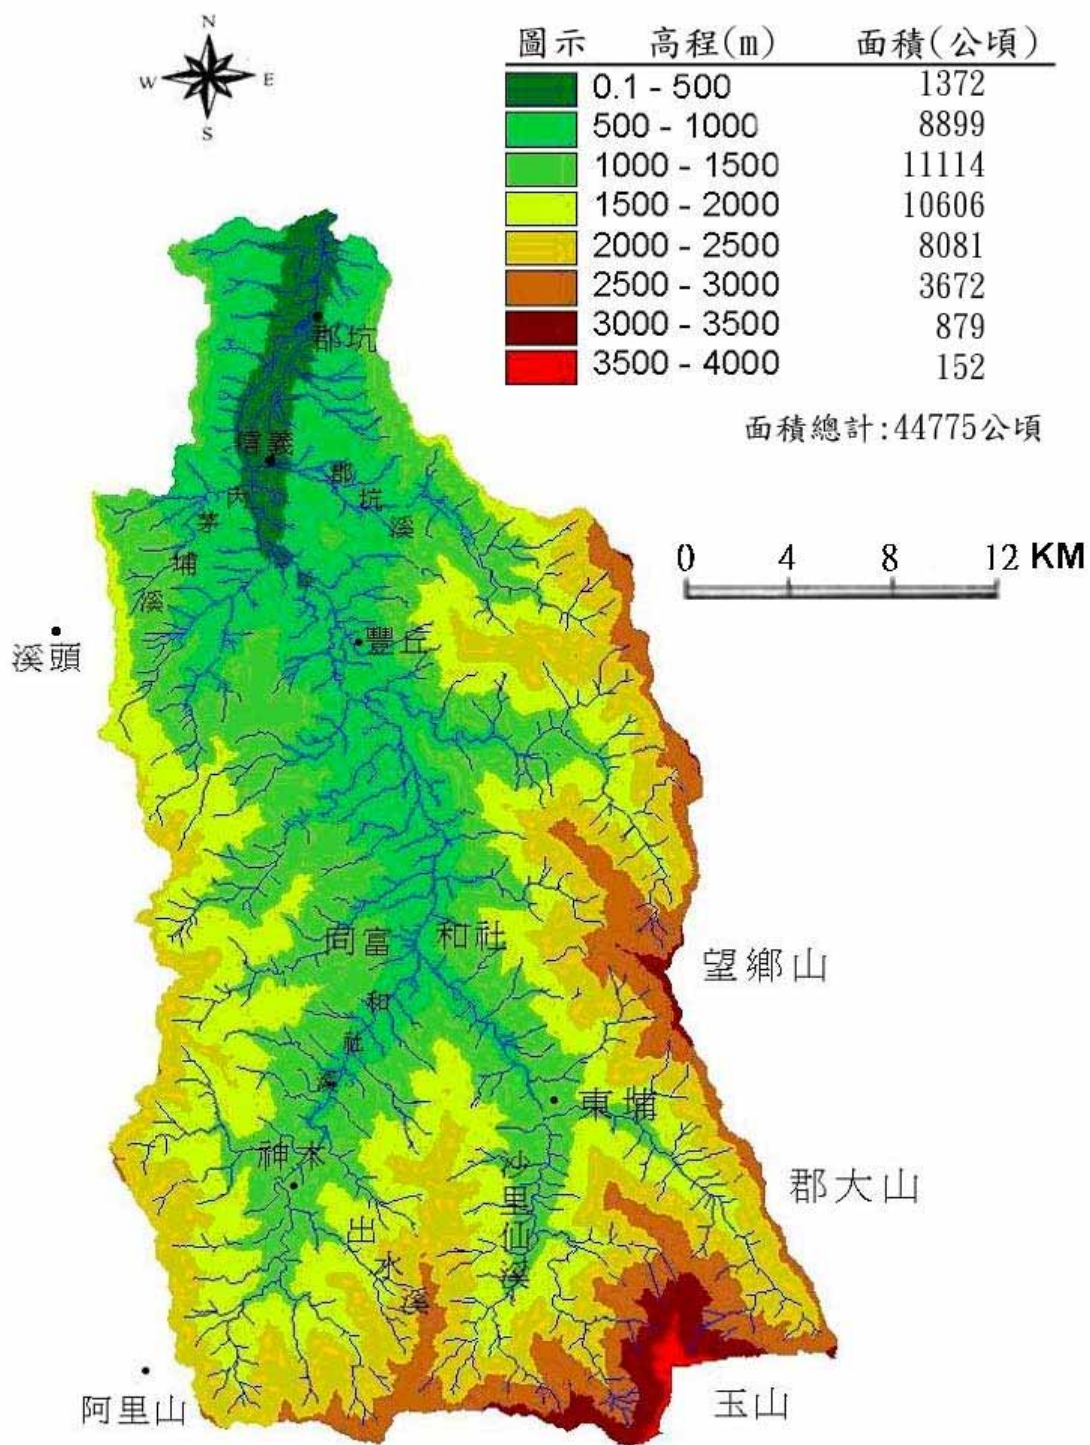 N
W E
S
圖示 高程(m) 面積(公頃)
0.1 - 500 1372
500 - 1000 8899
1000 - 1500 11114
1500 - 2000 10606
2000 - 2500 8081
2500 - 3000 3672
3000 - 3500 879
3500 - 4000 152
面積總計:44775公頃
0 4 8 12 KM
郡坑
信義
郡坑溪
內茅埔溪
豐丘
溪頭
同富
和社
望鄉山
和社溪
東埔
神木
沙里仙溪
郡大山
出水溪
阿里山
玉山